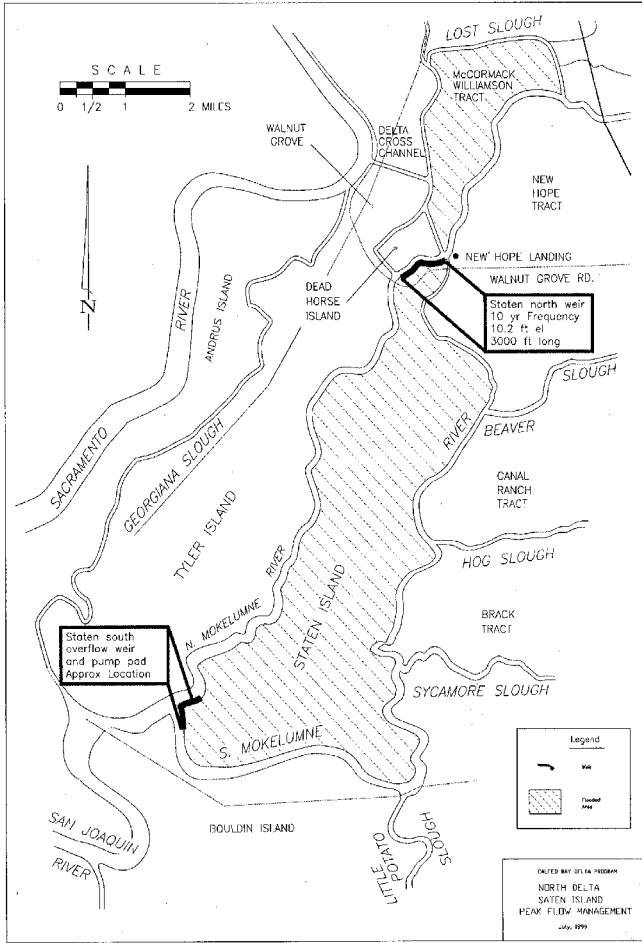 LOST SLOUGH
SCALE
0 1/2 1 2 MILES
McCORMACK
WILLIAMSON
TRACT
WALNUT
GROVE
DELTA
CROSS
CHANNEL
NEW
HOPE
TRACT
NEW HOPE LANDING
WALNUT GROVE RD.
DEAD
HORSE
ISLAND
Staten north weir
10 yr Frequency
10.2 ft el
3000 ft long
N
RIVER
ANDRUS ISLAND
SACRAMENTO
GEORGIANA SLOUGH
SLOUGH
BEAVER
RIVER
CANAL
RANCH
TRACT
TYLER ISLAND
HOG SLOUGH
RIVER
N. MOKELUMNE
STATEN ISLAND
BRACK
TRACT
Staten south
overflow weir
and pump pad
Approx Location
SYCAMORE SLOUGH
S. MOKELUMNE
Legend
Weir
Flooded
Area
SAN JOAQUIN
RIVER
BOULDIN ISLAND
LITTLE
POTATO
SLOUGH
CALFED BAY-DELTA PROGRAM
NORTH DELTA
SATEN ISLAND
PEAK FLOW MANAGEMENT
July, 1999